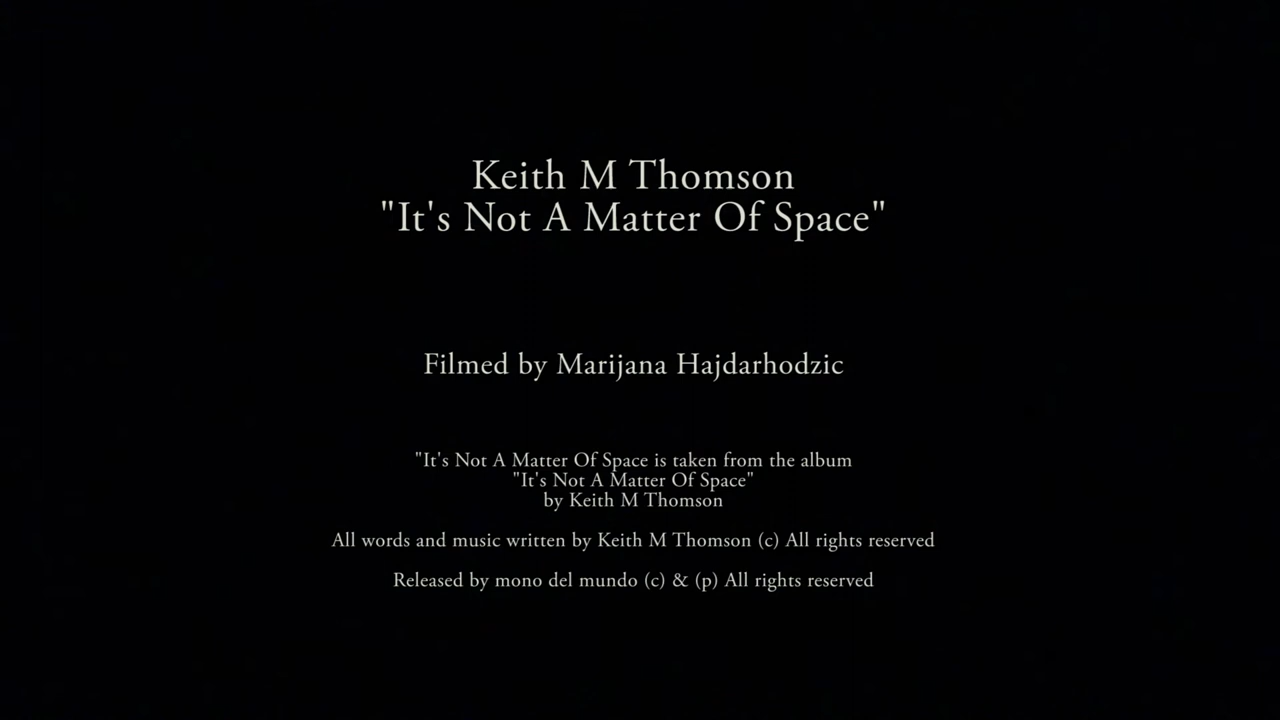 Keith M Thomson
"It's Not A Matter Of Space"
Filmed by Marijana Hajdarhodzic
"It's Not A Matter Of Space is taken from the album
"It's Not A Matter Of Space"
by Keith M Thomson
All words and music written by Keith M Thomson (c) All rights reserved
Released by mono del mundo (c) & (p) All rights reserved